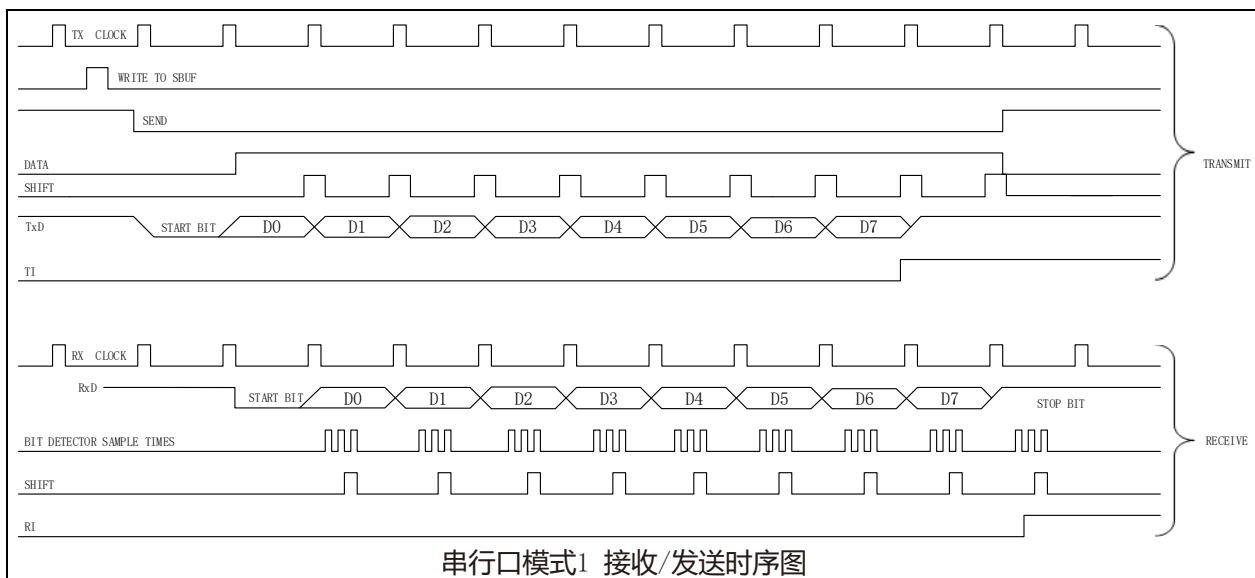 TX CLOCK
WRITE TO SBUF
SEND
DATA
TRANSMIT
SHIFT
TxD START BIT D0 D1 D2 D3 D4 D5 D6 D7
TI
RX CLOCK
RxD START BIT D0 D1 D2 D3 D4 D5 D6 D7 STOP BIT
BIT DETECTOR SAMPLE TIMES
RECEIVE
SHIFT
RI
串行口模式1 接收/发送时序图